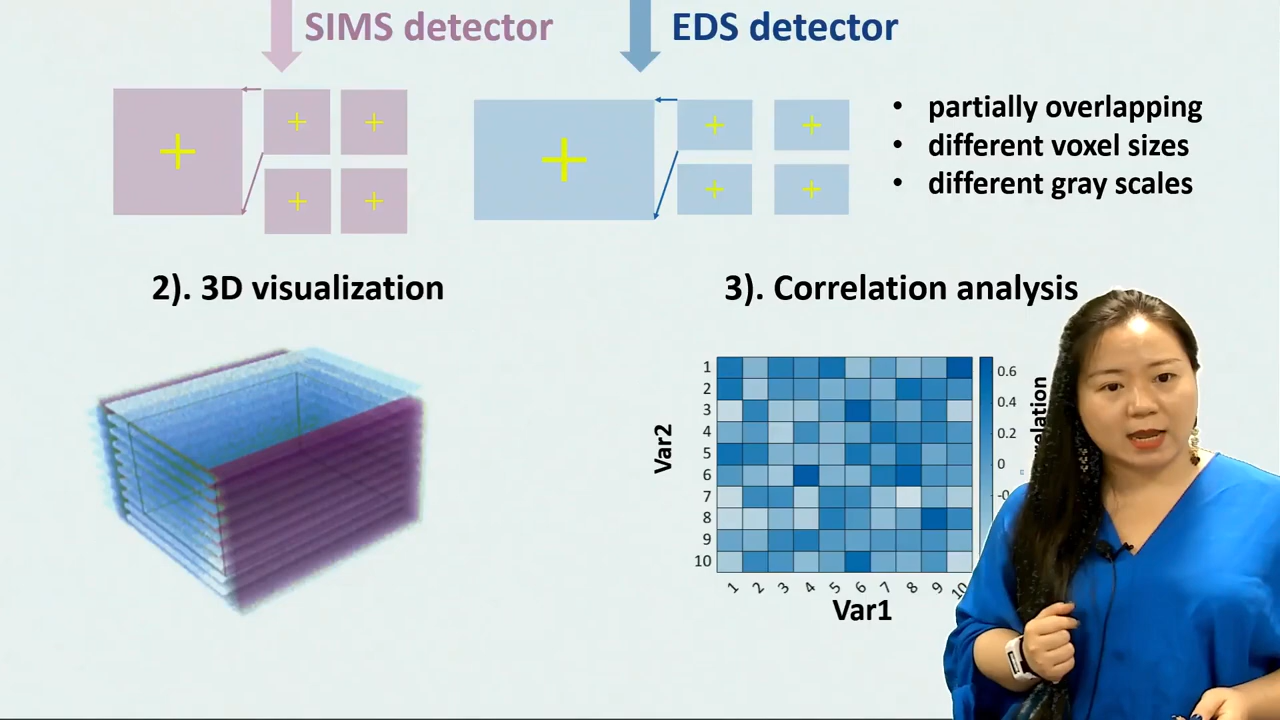 SIMS detector
EDS detector
• partially overlapping
• different voxel sizes
• different gray scales
2). 3D visualization
3). Correlation analysis
1
2
3
4
5
6
7
8
9
10
Var2
1 2 3 4 5 6 7 8 9 10
Var1
0.6
0.4
0.2
0
-0
elation